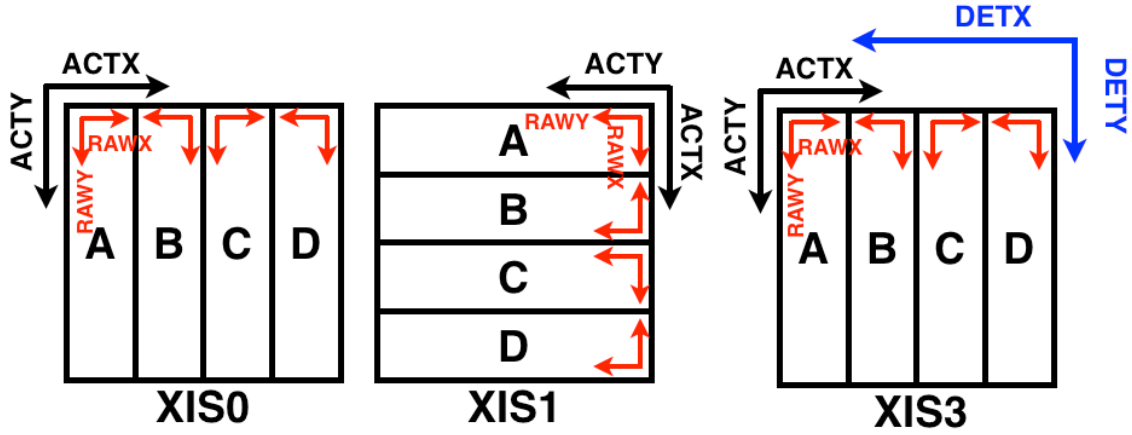 ACTX
ACTY
RAWX
RAWY
A
B
C
D
XIS0
ACTY
ACTX
RAWY
RAWX
A
B
C
D
XIS1
DETX
DETY
ACTX
ACTY
RAWX
RAWY
A
B
C
D
XIS3